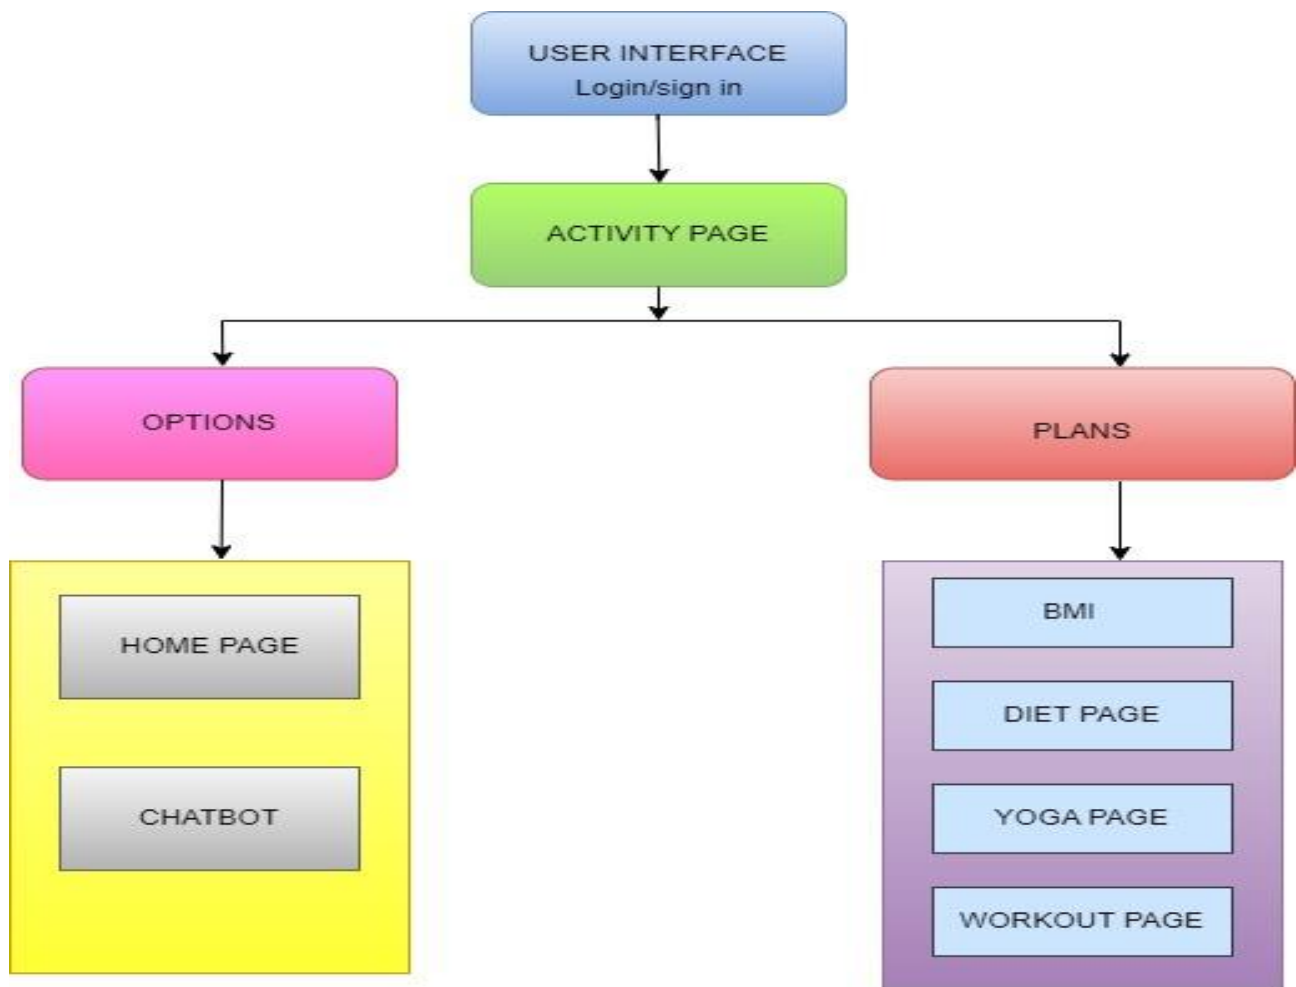 USER INTERFACE
Login/sign in
ACTIVITY PAGE
OPTIONS
PLANS
HOME PAGE
CHATBOT
BMI
DIET PAGE
YOGA PAGE
WORKOUT PAGE